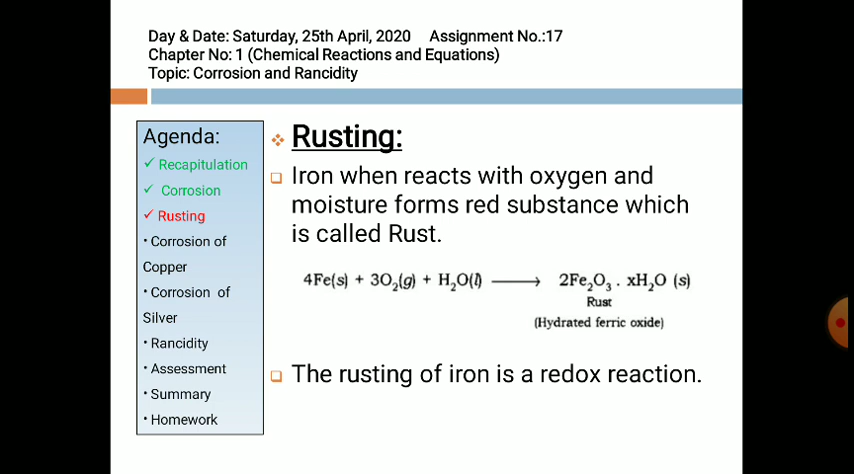 Day & Date: Saturday, 25th April, 2020 Assignment No.:17
Chapter No: 1 (Chemical Reactions and Equations)
Topic: Corrosion and Rancidity
Agenda:
✓ Recapitulation
✓ Corrosion
✓ Rusting
• Corrosion of
Copper
• Corrosion of
Silver
• Rancidity
• Assessment
• Summary
• Homework
❖ Rusting:
❑ Iron when reacts with oxygen and
moisture forms red substance which
is called Rust.
4Fe(s) + 3O₂(g) + H₂O(l) ⟶ 2Fe₂O₃ . xH₂O (s)
Rust
(Hydrated ferric oxide)
❑ The rusting of iron is a redox reaction.